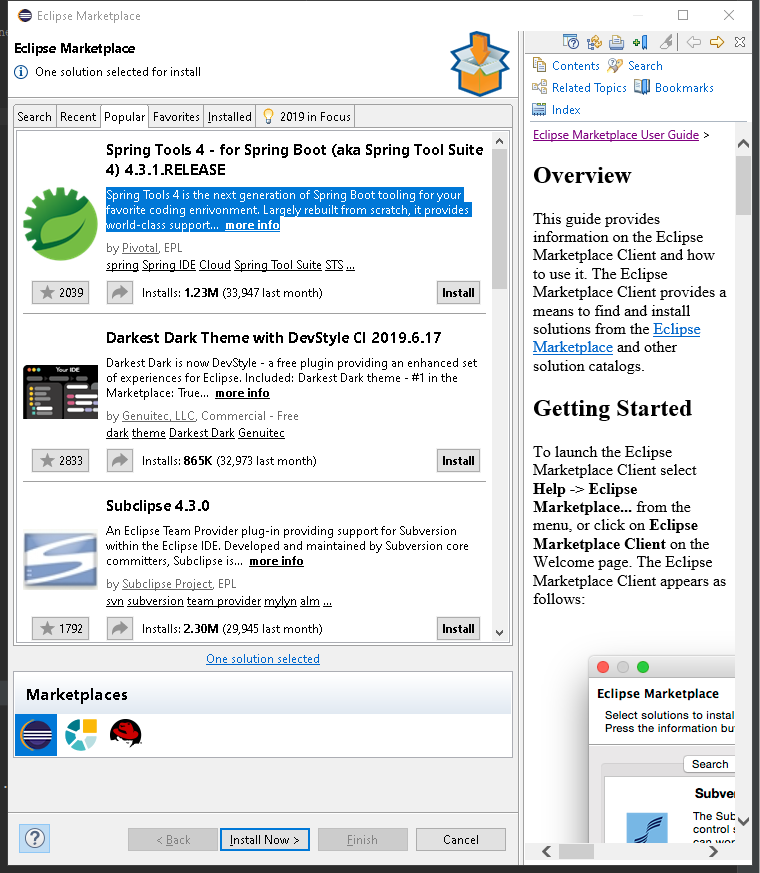 Eclipse Marketplace
Eclipse Marketplace
One solution selected for install
Search Recent Popular Favorites Installed 2019 in Focus
Spring Tools 4 - for Spring Boot (aka Spring Tool Suite
4) 4.3.1.RELEASE
Spring Tools 4 is the next generation of Spring Boot tooling for your
favorite coding enrivonment. Largely rebuilt from scratch, it provides
world-class support... more info
by Pivotal, EPL
spring Spring IDE Cloud Spring Tool Suite STS ...
2039 Installs: 1.23M (33,947 last month) Install
Darkest Dark Theme with DevStyle CI 2019.6.17
Your IDE
Darkest Dark is now DevStyle - a free plugin providing an enhanced set
of experiences for Eclipse. Included: Darkest Dark theme - #1 in the
Marketplace: True... more info
by Genuitec, LLC, Commercial - Free
dark theme Darkest Dark Genuitec
2833 Installs: 865K (32,973 last month) Install
Subclipse 4.3.0
An Eclipse Team Provider plug-in providing support for Subversion
within the Eclipse IDE. Developed and maintained by Subversion core
committers, Subclipse is... more info
by Subclipse Project, EPL
svn subversion team provider mylyn alm ...
1792 Installs: 2.30M (29,945 last month) Install
One solution selected
Marketplaces
? < Back Install Now > Finish Cancel
Contents Search
Related Topics Bookmarks
Index
Eclipse Marketplace User Guide >
Overview
This guide provides
information on the Eclipse
Marketplace Client and how
to use it. The Eclipse
Marketplace Client provides a
means to find and install
solutions from the Eclipse
Marketplace and other
solution catalogs.
Getting Started
To launch the Eclipse
Marketplace Client select
Help -> Eclipse
Marketplace... from the
menu, or click on Eclipse
Marketplace Client on the
Welcome page. The Eclipse
Marketplace Client appears as
follows:
Eclipse Marketplace
Select solutions to instal
Press the information bu
Search
Subve
The Sub
control s
can wo